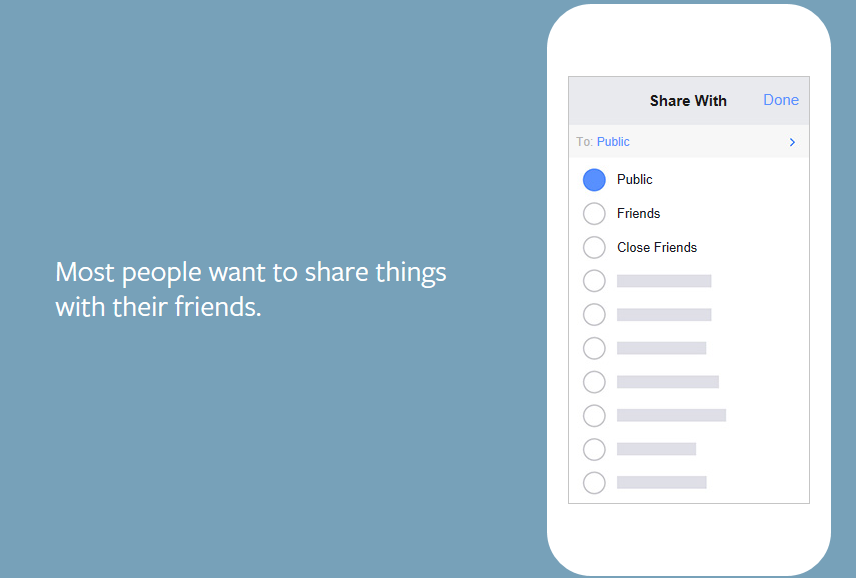 Most people want to share things
with their friends.
Share With
Done
To: Public
Public
Friends
Close Friends